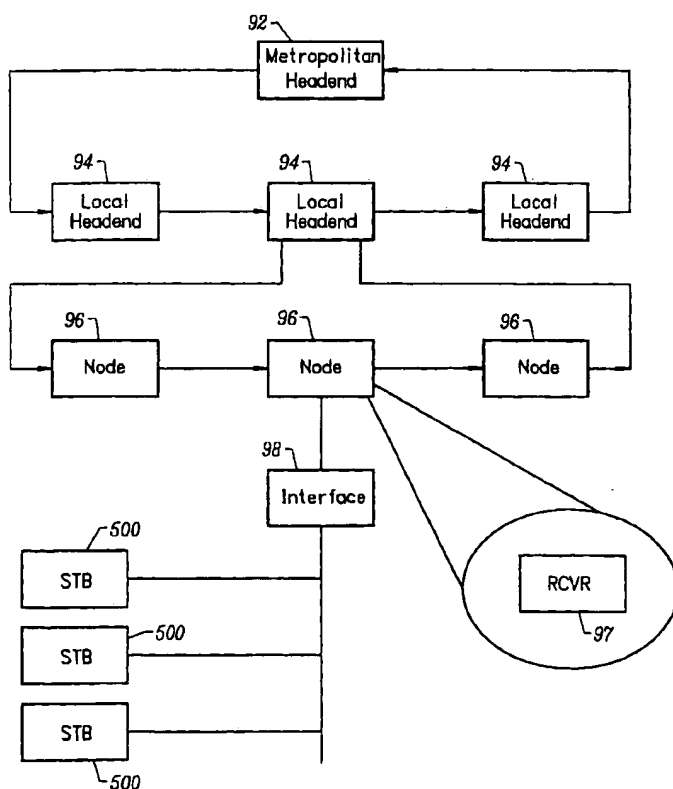 92
Metropolitan
Headend
94
94
94
Local
Headend
Local
Headend
Local
Headend
96
96
96
Node
Node
Node
98
Interface
500
STB
500
STB
STB
500
RCVR
97